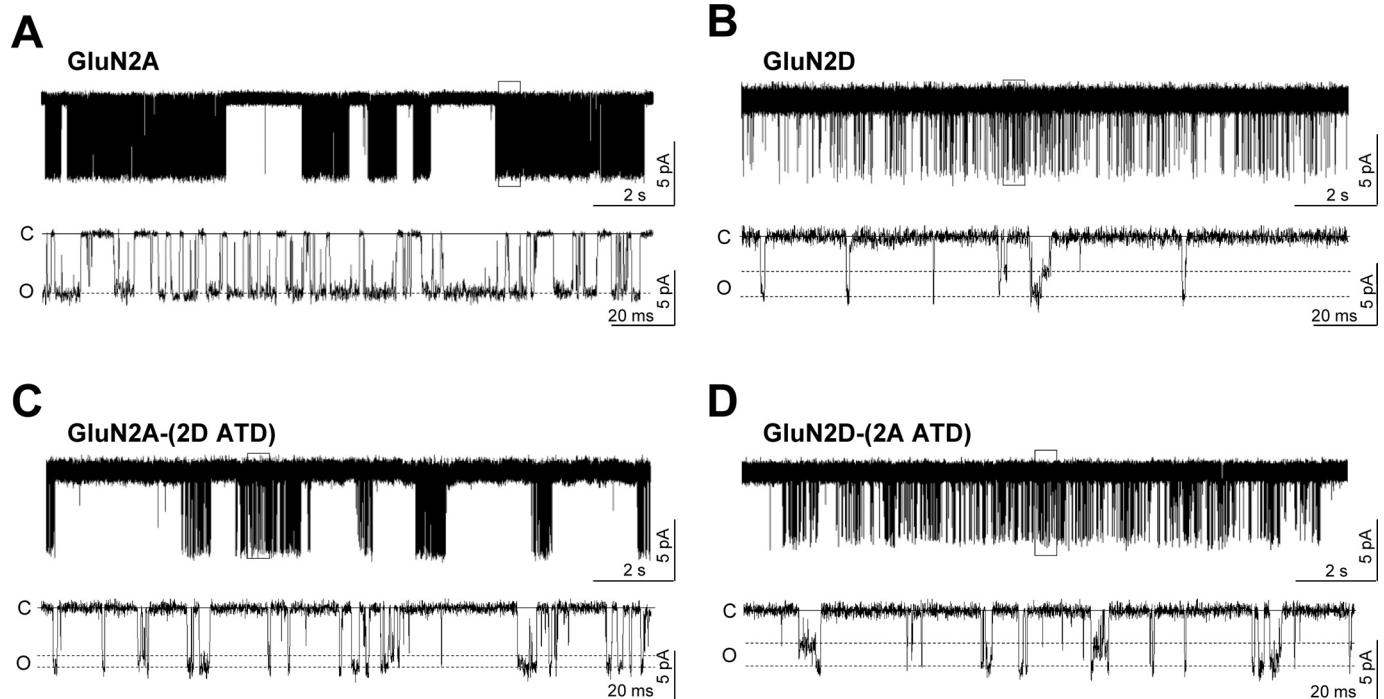 A
GluN2A
5 pA
2 s
C
O
5 pA
20 ms
B
GluN2D
5 pA
2 s
C
O
5 pA
20 ms
C
GluN2A-(2D ATD)
5 pA
2 s
C
O
5 pA
20 ms
D
GluN2D-(2A ATD)
5 pA
2 s
C
O
5 pA
20 ms